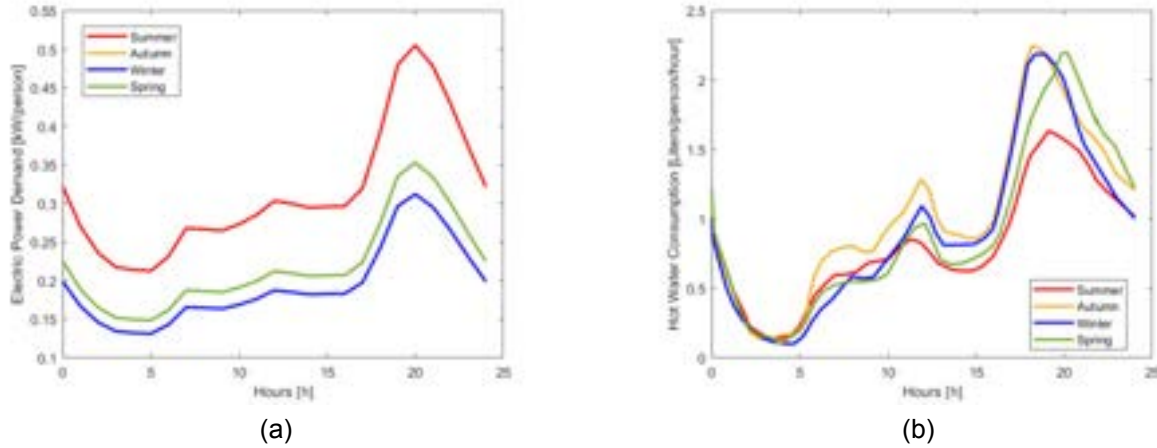 0.55
0.5
0.45
0.4
0.35
0.3
0.25
0.2
0.15
0.1
Electric Power Demand [kW/person]
Summer
Autumn
Winter
Spring
0 5 10 15 20 25
Hours [h]
(a)
2.5
2
1.5
1
0.5
0
Hot Water Consumption [Liters/person/hour]
Summer
Autumn
Winter
Spring
0 5 10 15 20 25
Hours [h]
(b)